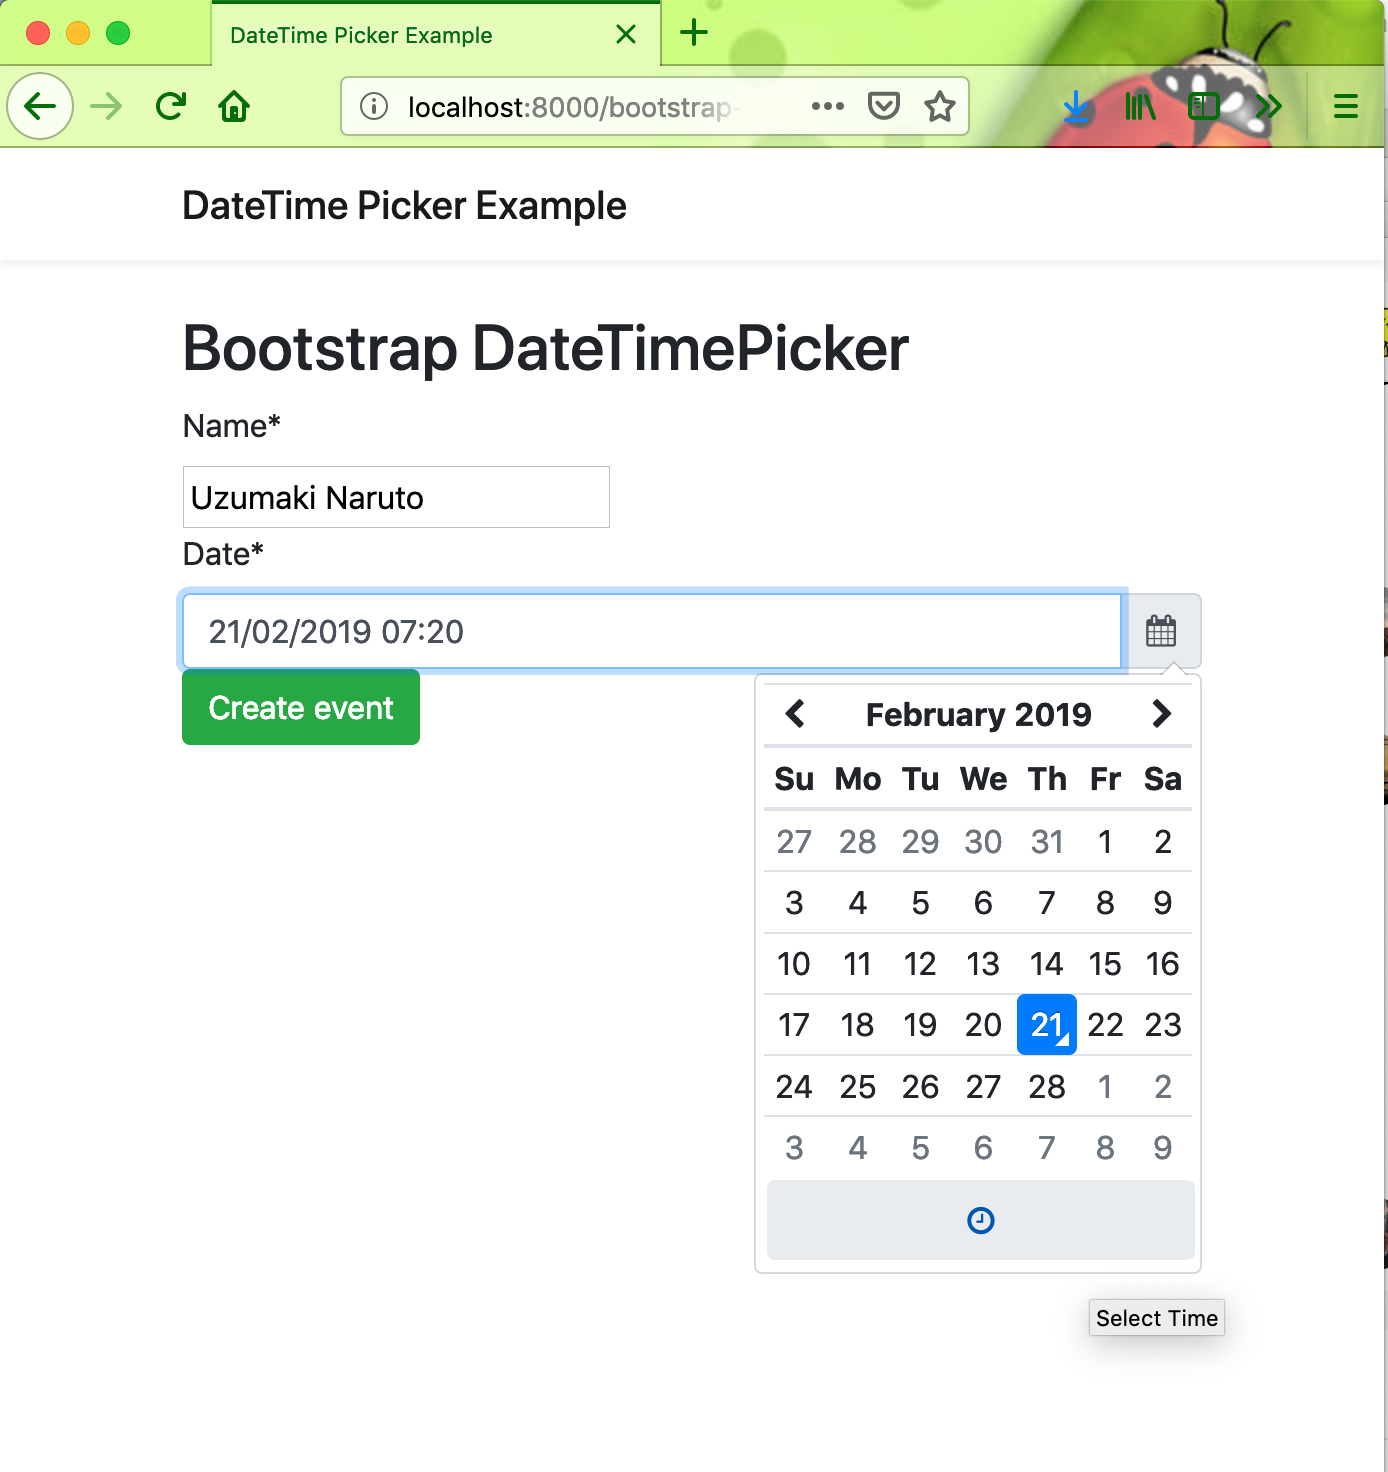 DateTime Picker Example
localhost:8000/bootstrap-
DateTime Picker Example
Bootstrap DateTimePicker
Name*
Uzumaki Naruto
Date*
21/02/2019 07:20
Create event
February 2019
Su Mo Tu We Th Fr Sa
27 28 29 30 31 1 2
3 4 5 6 7 8 9
10 11 12 13 14 15 16
17 18 19 20 21 22 23
24 25 26 27 28 1 2
3 4 5 6 7 8 9
Select Time